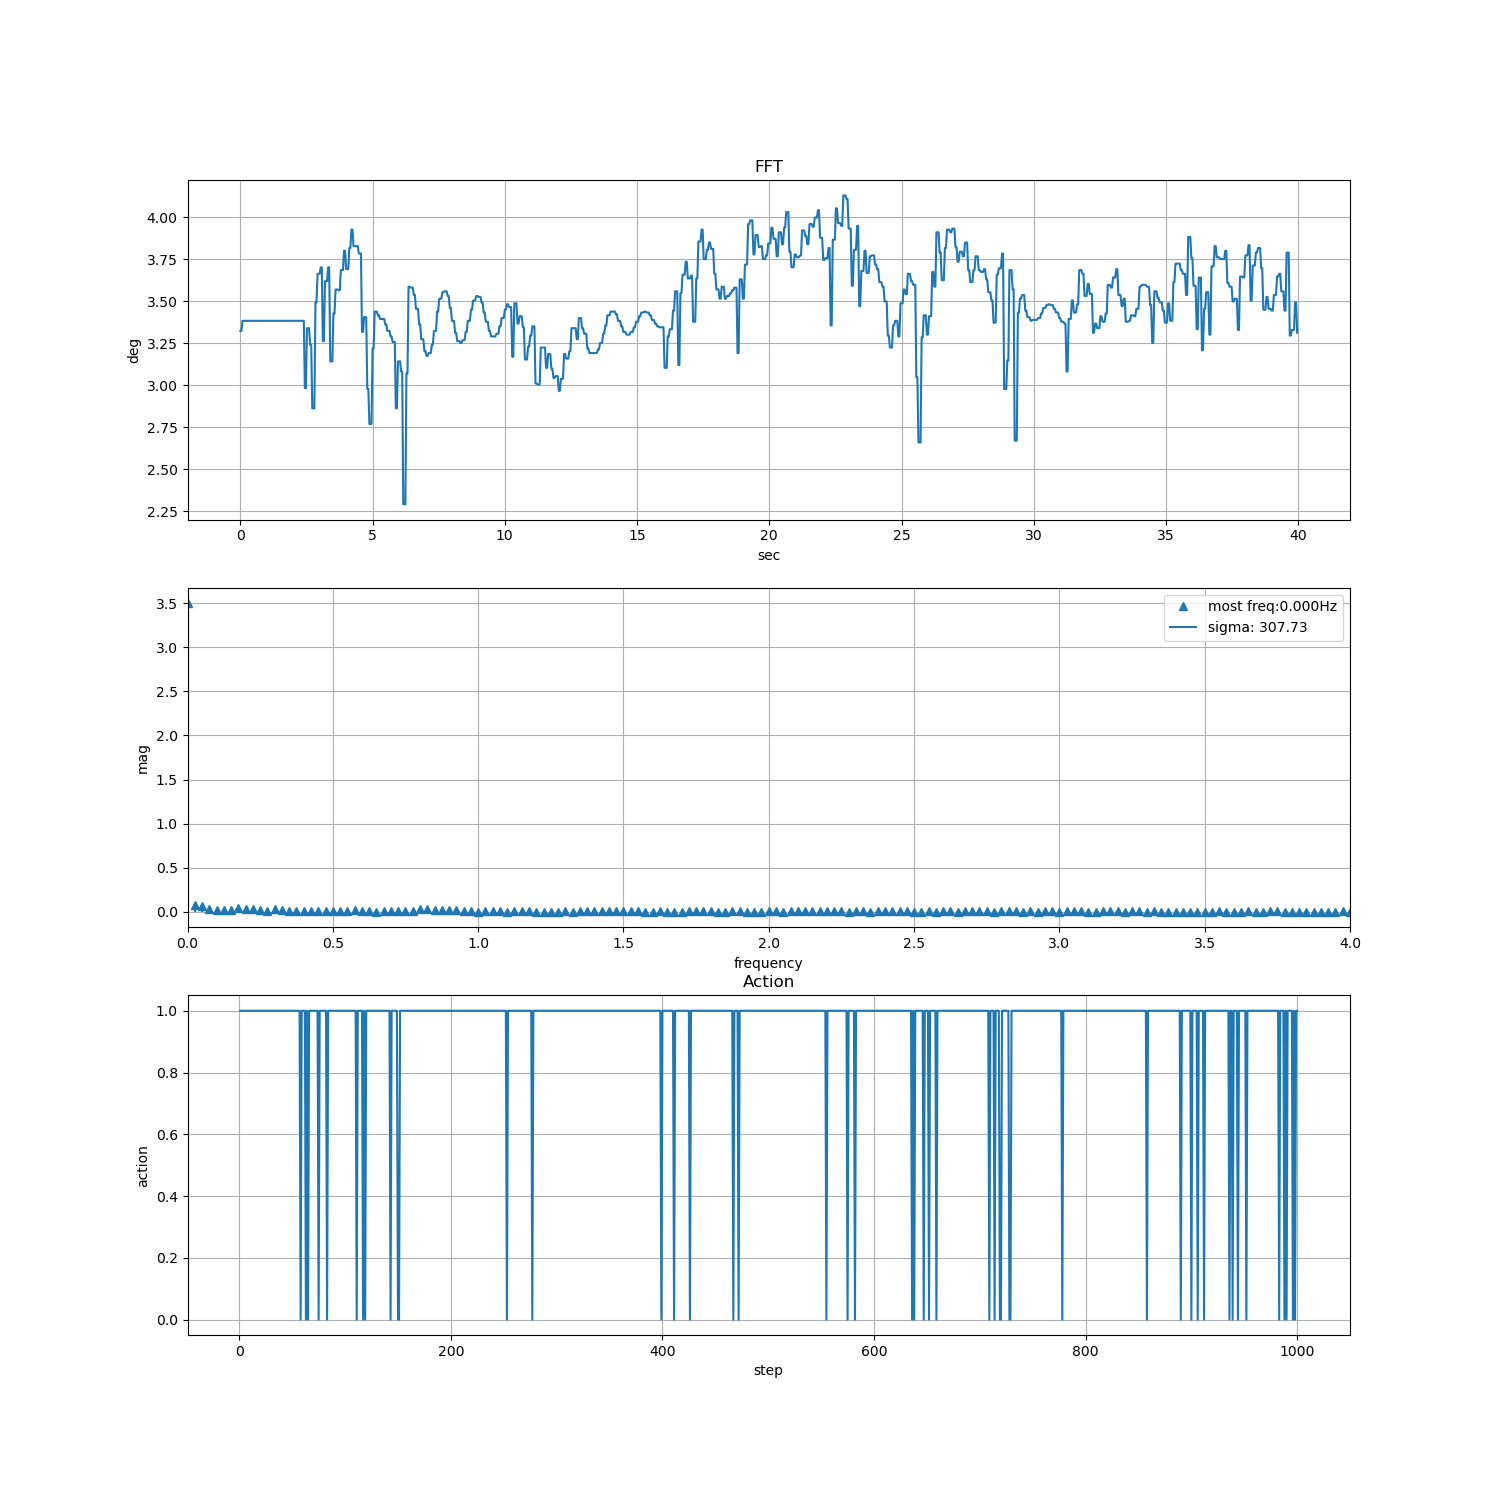 FFT
4.00
3.75
3.50
3.25
3.00
2.75
2.50
2.25
deg
0 5 10 15 20 25 30 35 40
sec
most freq:0.000Hz
sigma: 307.73
3.5
3.0
2.5
2.0
1.5
1.0
0.5
0.0
mag
0.0 0.5 1.0 1.5 2.0 2.5 3.0 3.5 4.0
frequency
Action
1.0
0.8
0.6
0.4
0.2
0.0
action
0 200 400 600 800 1000
step